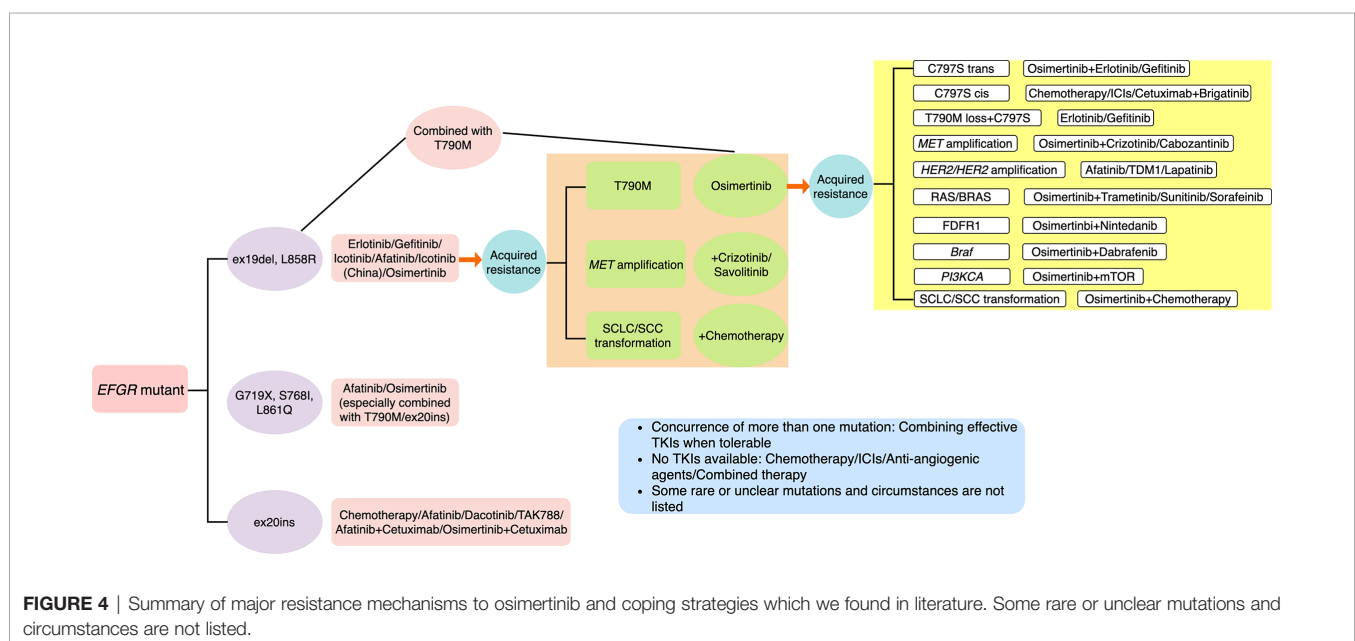 C797S trans
Osimertinib+Erlotinib/Gefitinib
C797S cis
Chemotherapy/ICIs/Cetuximab+Brigatinib
T790M loss+C797S
Erlotinib/Gefitinib
MET amplification
Osimertinib+Crizotinib/Cabozantinib
HER2/HER2 amplification
Afatinib/TDM1/Lapatinib
RAS/BRAS
Osimertinib+Trametinib/Sunitinib/Sorafeinib
FDFR1
Osimertinbi+Nintedanib
Braf
Osimertinib+Dabrafenib
PI3KCA
Osimertinib+mTOR
SCLC/SCC transformation
Osimertinib+Chemotherapy
Combined with
T790M
Acquired
resistance
T790M
Osimertinib
ex19del, L858R
Erlotinib/Gefitinib/
Icotinib/Afatinib/Icotinib
(China)/Osimertinib
Acquired
resistance
MET amplification
+Crizotinib/
Savolitinib
SCLC/SCC
transformation
+Chemotherapy
EFGR mutant
G719X, S768I,
L861Q
Afatinib/Osimertinib
(especially combined
with T790M/ex20ins)
ex20ins
Chemotherapy/Afatinib/Dacotinib/TAK788/
Afatinib+Cetuximab/Osimertinib+Cetuximab
• Concurrence of more than one mutation: Combining effective
TKIs when tolerable
• No TKIs available: Chemotherapy/ICIs/Anti-angiogenic
agents/Combined therapy
• Some rare or unclear mutations and circumstances are not
listed
FIGURE 4 | Summary of major resistance mechanisms to osimertinib and coping strategies which we found in literature. Some rare or unclear mutations and
circumstances are not listed.